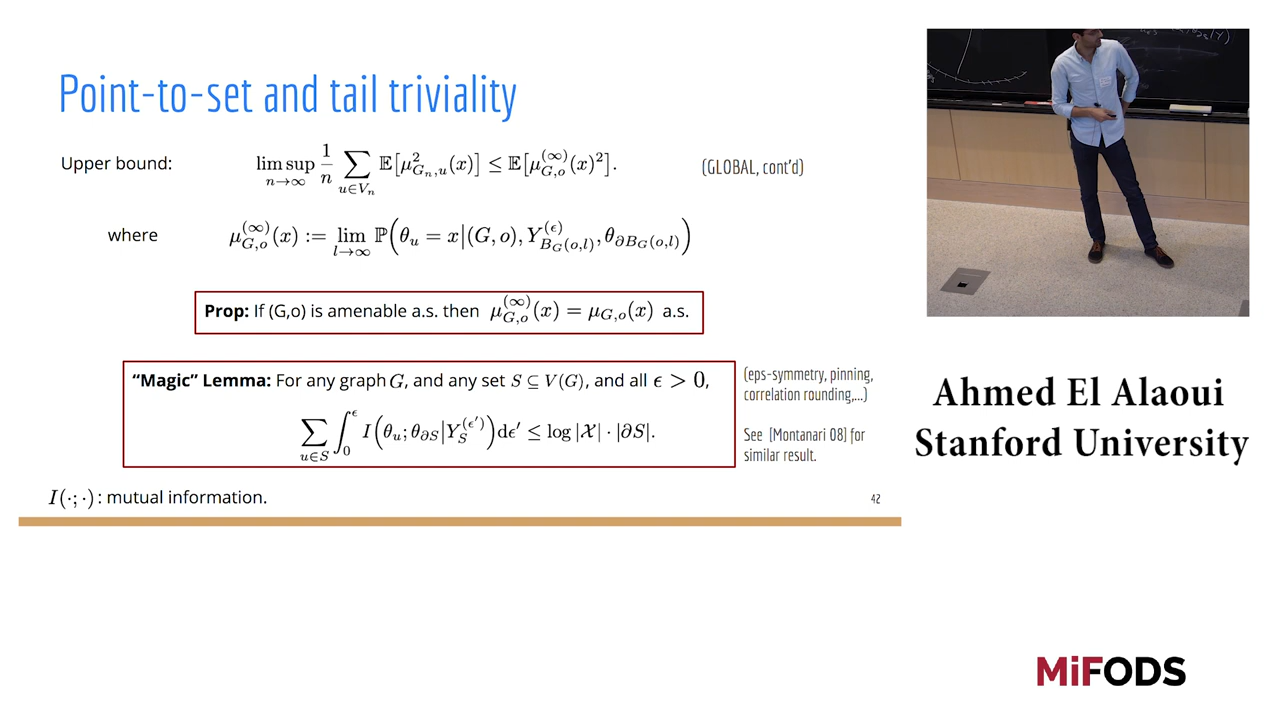 Point-to-set and tail triviality
Upper bound: $\limsup_{n\to\infty} \frac{1}{n} \sum_{u\in V_n} \mathbb{E}[\mu^2_{G_n,u}(x)] \leq \mathbb{E}[\mu^{(\infty)}_{G,o}(x)^2].$ (GLOBAL, cont'd)
where $\mu^{(\infty)}_{G,o}(x) := \lim_{l\to\infty} \mathbb{P}\Big(\theta_u = x \big| (G,o), Y^{(\epsilon)}_{B_G(o,l)}, \theta_{\partial B_G(o,l)}\Big)$
Prop: If (G,o) is amenable a.s. then $\mu^{(\infty)}_{G,o}(x) = \mu_{G,o}(x)$ a.s.
“Magic” Lemma: For any graph $G$, and any set $S \subseteq V(G)$, and all $\epsilon > 0$,
$\sum_{u\in S} \int_0^\epsilon I\Big(\theta_u; \theta_{\partial S} \big| Y_S^{(\epsilon')}\Big) \mathrm{d}\epsilon' \leq \log|\mathcal{X}| \cdot |\partial S|.$
(eps-symmetry, pinning,
correlation rounding,...)
See [Montanari 08] for
similar result.
$I(\cdot;\cdot)$: mutual information.
42
Ahmed El Alaoui
Stanford University
MiFODS